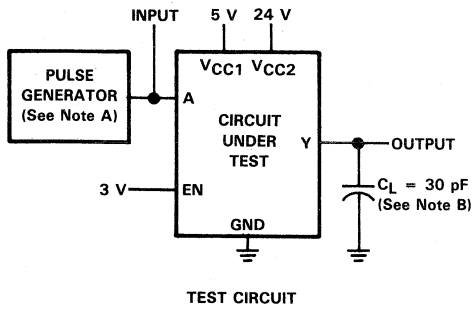 INPUT
5 V 24 V
VCC1 VCC2
PULSE
GENERATOR
(See Note A)
A
CIRCUIT
UNDER
TEST
Y
OUTPUT
3 V
EN
CL = 30 pF
(See Note B)
GND
TEST CIRCUIT